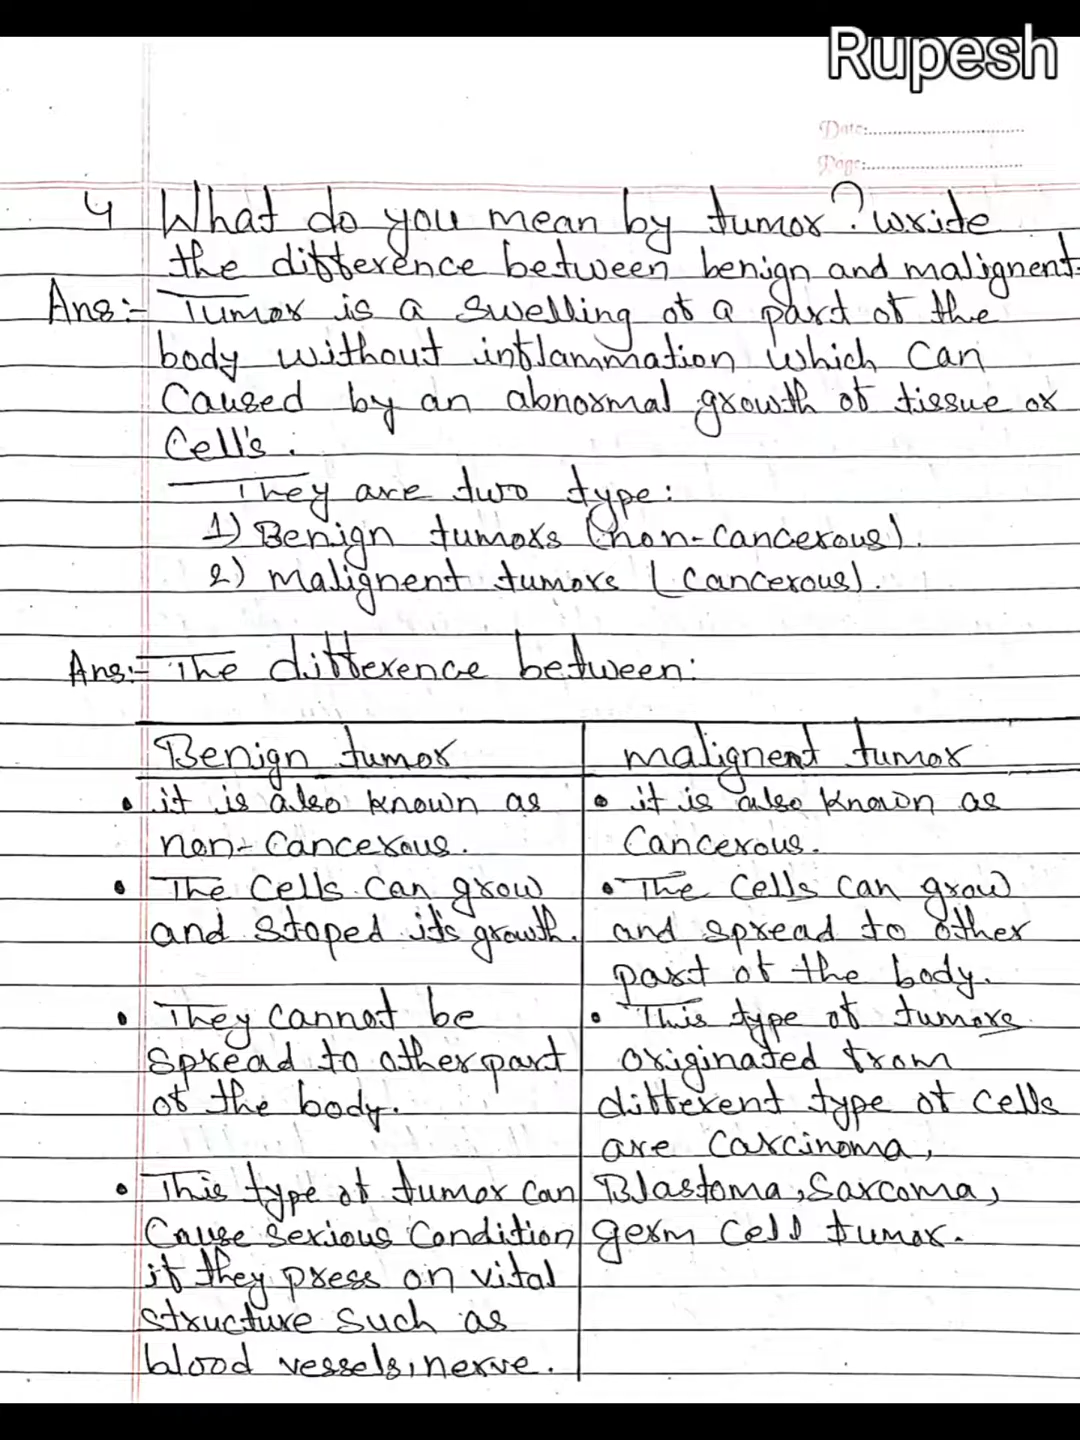 Rupesh
Date:
Page:
4 What do you mean by tumor? write
the difference between benign and malignent.
Ans:- Tumor is a swelling of a part of the
body without inflammation which can
caused by an abnormal growth of tissue or
cell's.
They are two type:
1) Benign tumors (non-cancerous).
2) malignent tumors (cancerous).
Ans:- The difference between:
Benign tumor
• it is also known as
non-cancerous.
• The cells can grow
and stoped its growth.
• They cannot be
spread to other part
of the body.
• This type of tumor can
cause serious condition
if they press on vital
structure such as
blood vessels, nerve.
malignent tumor
• it is also known as
cancerous.
• The cells can grow
and spread to other
part of the body.
• This type of tumors
originated from
different type of cells
are carcinoma,
Blastoma, Sarcoma,
germ cell tumor.